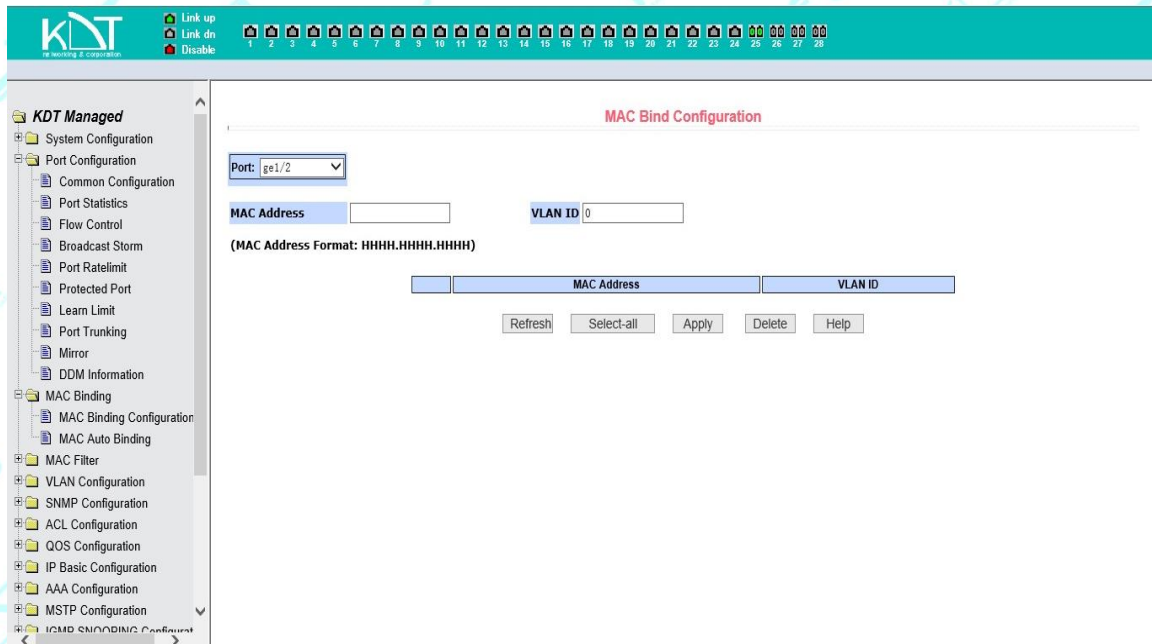 KDT
networking & corporation
Link up
Link dn
Disable
1 2 3 4 5 6 7 8 9 10 11 12 13 14 15 16 17 18 19 20 21 22 23 24 25 26 27 28
KDT Managed
System Configuration
Port Configuration
Common Configuration
Port Statistics
Flow Control
Broadcast Storm
Port Ratelimit
Protected Port
Learn Limit
Port Trunking
Mirror
DDM Information
MAC Binding
MAC Binding Configuration
MAC Auto Binding
MAC Filter
VLAN Configuration
SNMP Configuration
ACL Configuration
QOS Configuration
IP Basic Configuration
AAA Configuration
MSTP Configuration
IGMP SNOOPING Configurat
MAC Bind Configuration
Port: ge1/2
MAC Address VLAN ID 0
(MAC Address Format: HHHH.HHHH.HHHH)
MAC Address VLAN ID
Refresh Select-all Apply Delete Help